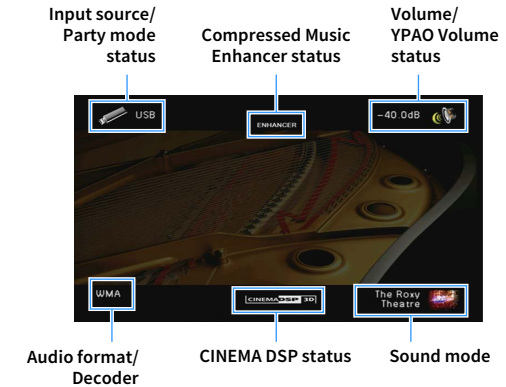 Input source/
Party mode
status
Compressed Music
Enhancer status
Volume/
YPAO Volume
status
USB
ENHANCER
-40.0dB
WMA
CINEMA DSP 3D
The Roxy
Theatre
Audio format/
Decoder
CINEMA DSP status
Sound mode